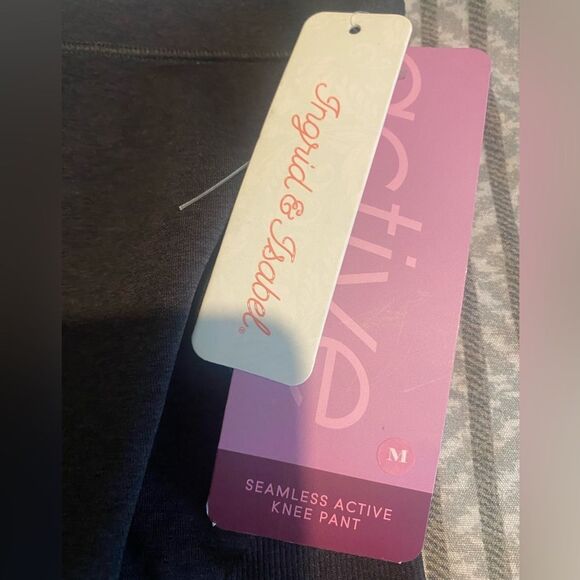 Ingrid & Isabel®
active
M
SEAMLESS ACTIVE
KNEE PANT